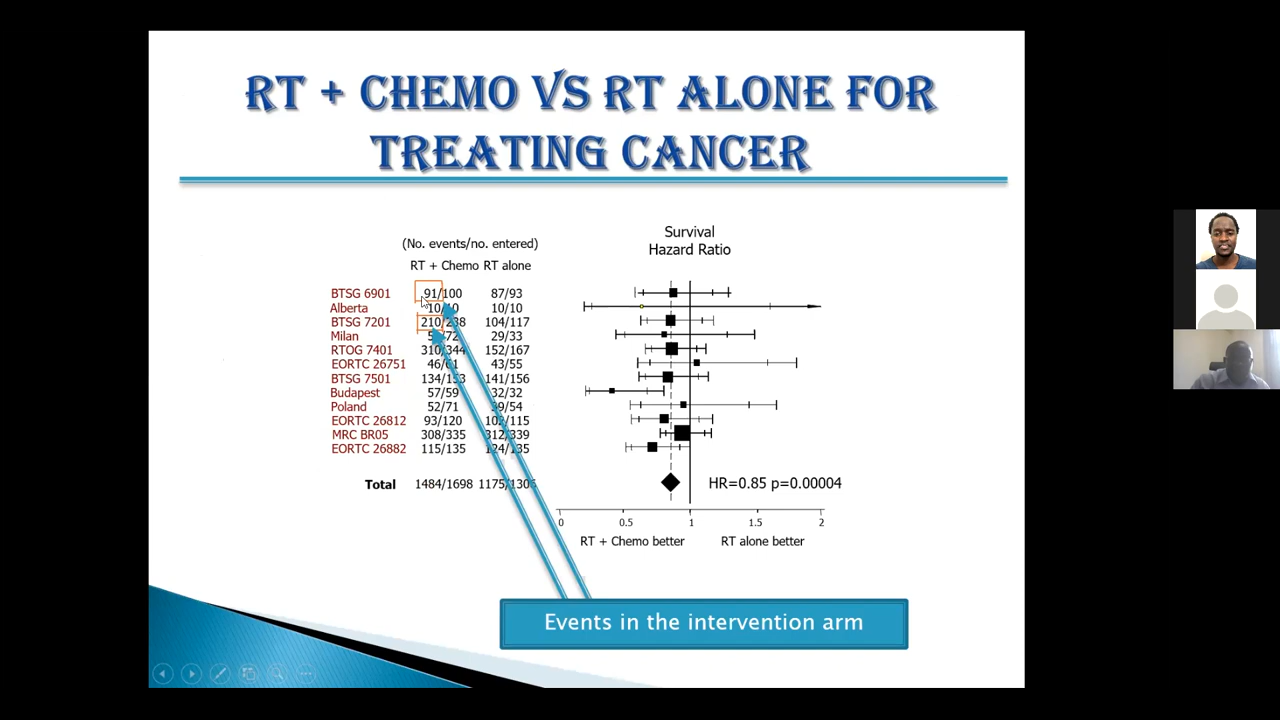 RT + CHEMO VS RT ALONE FOR
TREATING CANCER
Survival
Hazard Ratio
(No. events/no. entered)
RT + Chemo RT alone
BTSG 6901 91/100 87/93
Alberta 10/10 10/10
BTSG 7201 210/238 104/117
Milan 29/33
RTOG 7401 310/344 152/167
EORTC 26751 46/61 43/55
BTSG 7501 134/153 141/156
Budapest 57/59 32/32
Poland 52/71 /54
EORTC 26812 93/120 /115
MRC BR05 308/335 312/339
EORTC 26882 115/135 124/135
Total 1484/1698 1175/1306
HR=0.85 p=0.00004
0 0.5 1 1.5 2
RT + Chemo better RT alone better
Events in the intervention arm